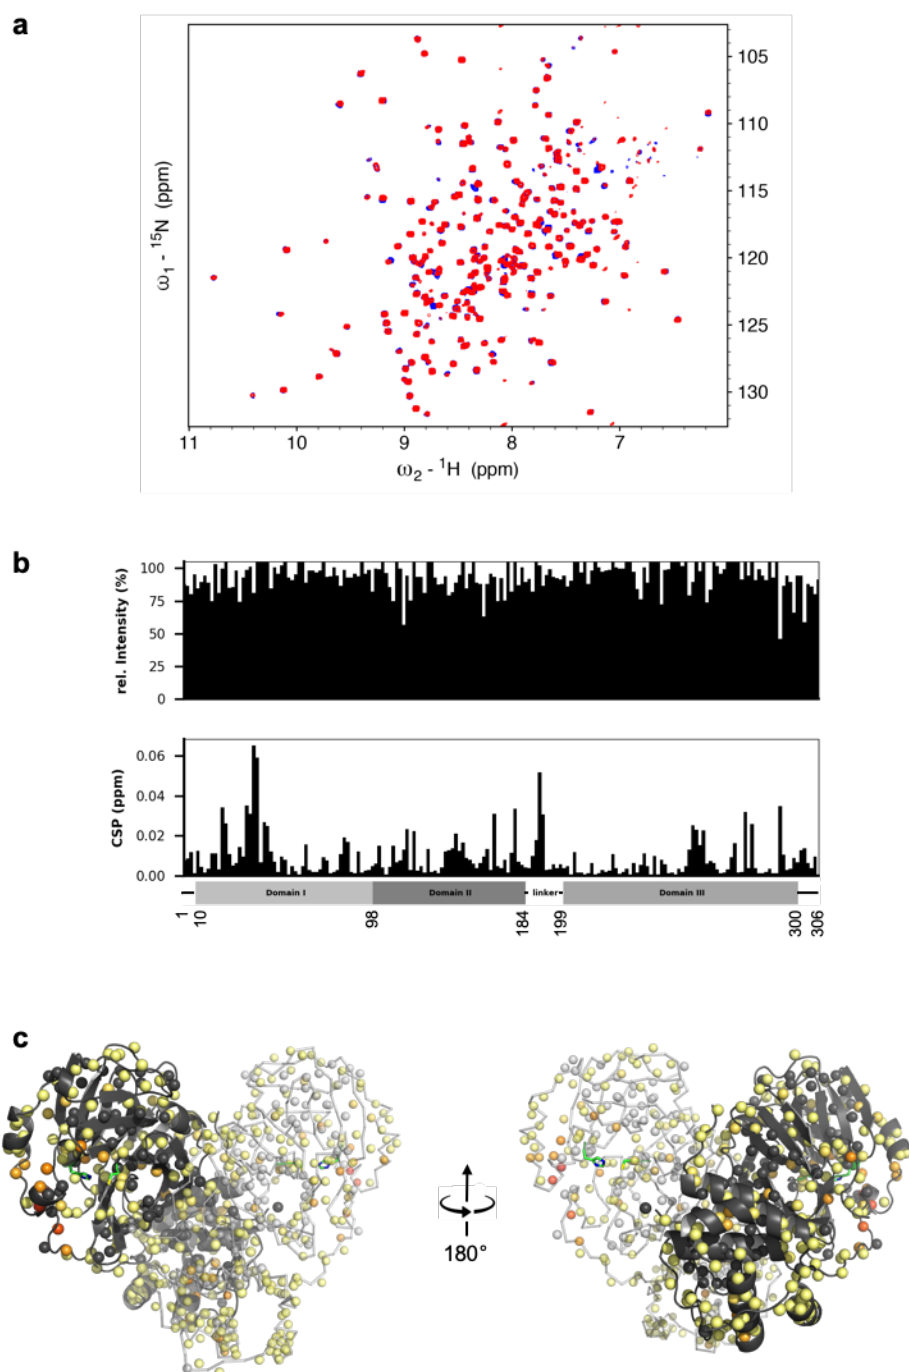 a
105
110
115
120
125
130
ω₁ - ¹⁵N (ppm)
11 10 9 8 7
ω₂ - ¹H (ppm)
b
100
75
50
25
0
rel. Intensity (%)
0.06
0.04
0.02
0.00
CSP (ppm)
Domain I Domain II linker Domain III
1 10 98 184 199 300 306
c
180°